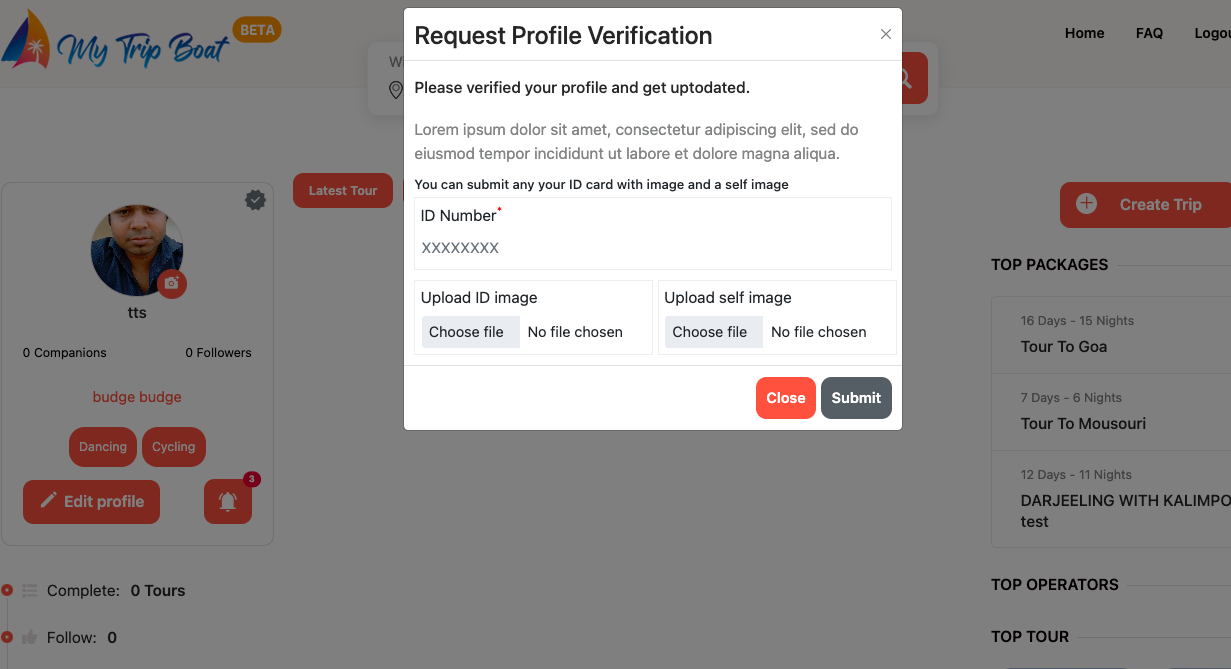 My Trip Boat
BETA
Home
FAQ
Request Profile Verification
×
Please verified your profile and get uptodated.
Lorem ipsum dolor sit amet, consectetur adipiscing elit, sed do
eiusmod tempor incididunt ut labore et dolore magna aliqua.
You can submit any your ID card with image and a self image
ID Number*
XXXXXXXX
Upload ID image
Choose file No file chosen
Upload self image
Choose file No file chosen
Close
Submit
Latest Tour
tts
0 Companions
0 Followers
budge budge
Dancing
Cycling
Edit profile
3
Complete: 0 Tours
Follow: 0
Create Trip
TOP PACKAGES
16 Days - 15 Nights
Tour To Goa
7 Days - 6 Nights
Tour To Mousouri
12 Days - 11 Nights
DARJEELING WITH KALIMPO
test
TOP OPERATORS
TOP TOUR